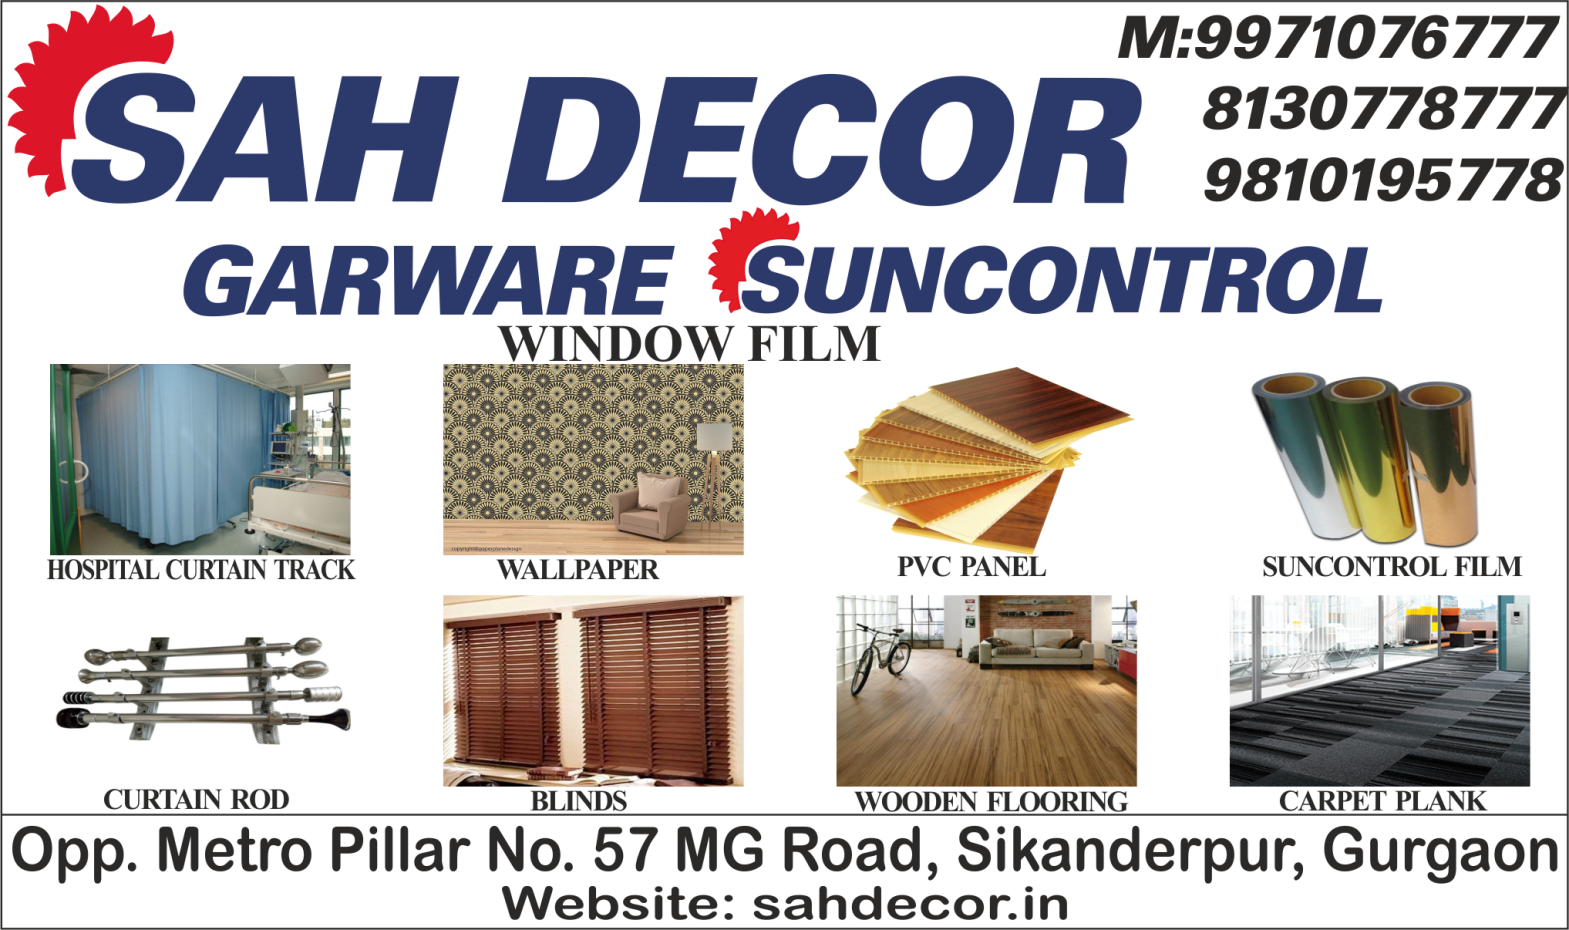 SAH DECOR
M:9971076777
8130778777
9810195778
GARWARE SUNCONTROL
WINDOW FILM
HOSPITAL CURTAIN TRACK
WALLPAPER
PVC PANEL
SUNCONTROL FILM
CURTAIN ROD
BLINDS
WOODEN FLOORING
CARPET PLANK
Opp. Metro Pillar No. 57 MG Road, Sikanderpur, Gurgaon
Website: sahdecor.in